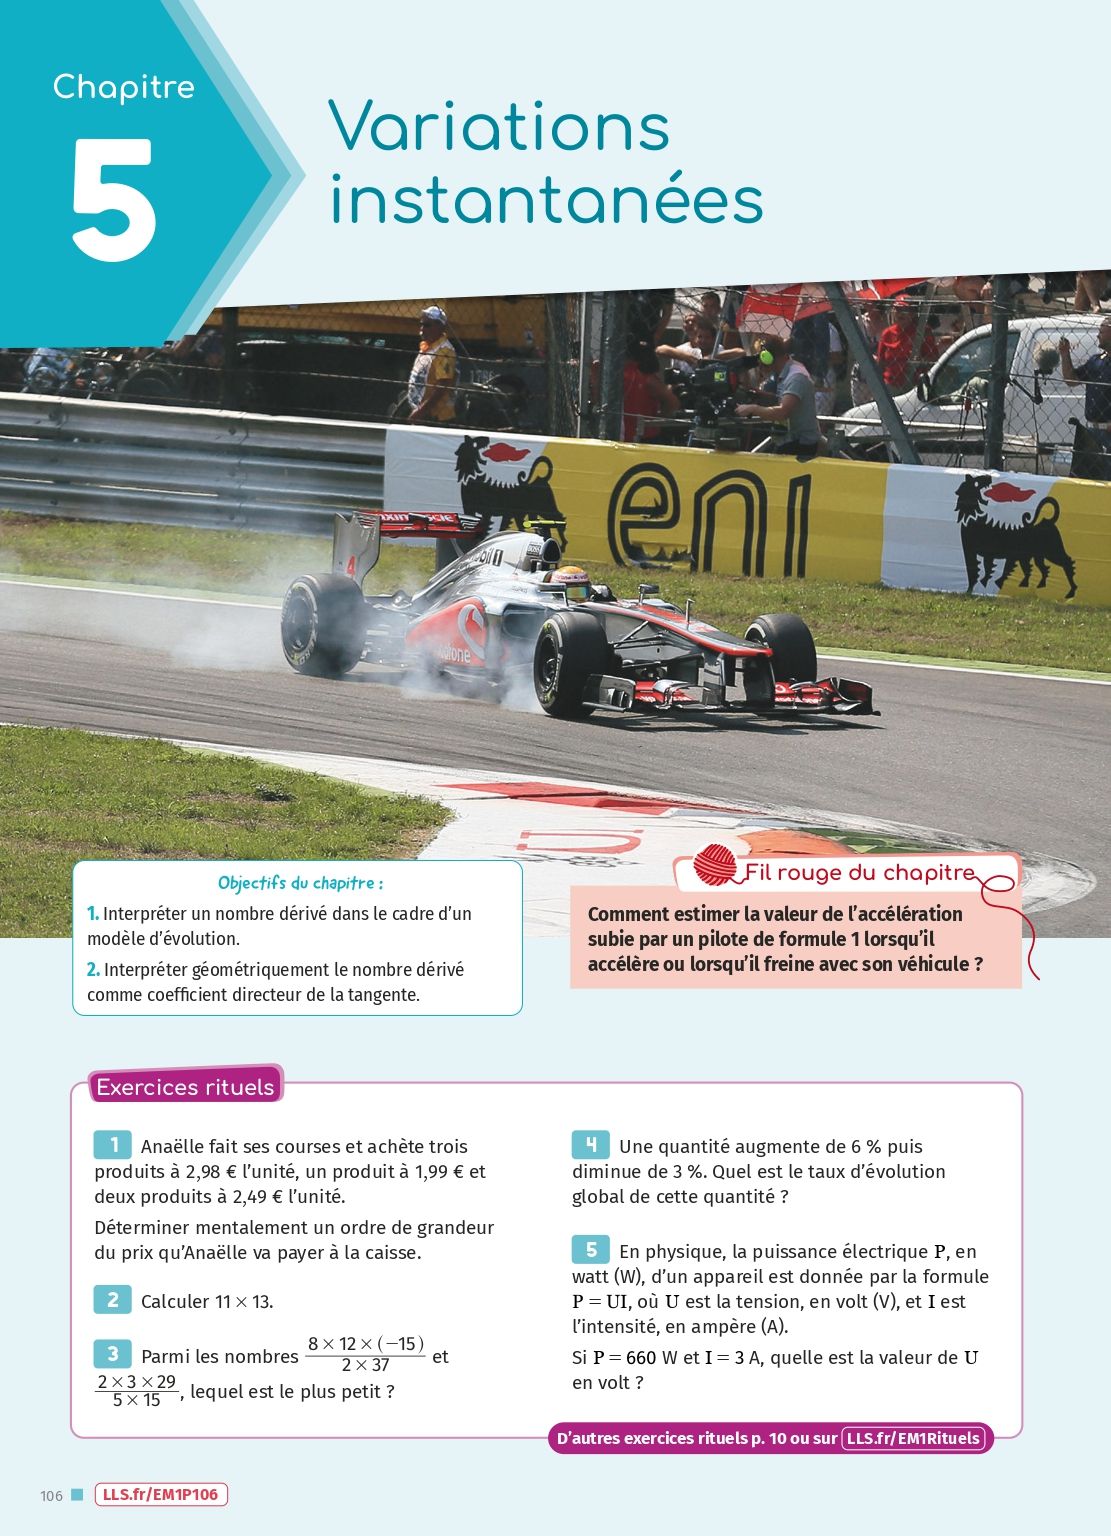 Chapitre
5
Variations
instantanées
eni
mobil 1
4
vodafone
Objectifs du chapitre :
1. Interpréter un nombre dérivé dans le cadre d’un
modèle d’évolution.
2. Interpréter géométriquement le nombre dérivé
comme coefficient directeur de la tangente.
Fil rouge du chapitre
Comment estimer la valeur de l’accélération
subie par un pilote de formule 1 lorsqu’il
accélère ou lorsqu’il freine avec son véhicule ?
Exercices rituels
1 Anaëlle fait ses courses et achète trois
produits à 2,98 € l’unité, un produit à 1,99 € et
deux produits à 2,49 € l’unité.
Déterminer mentalement un ordre de grandeur
du prix qu’Anaëlle va payer à la caisse.
2 Calculer 11 × 13.
3 Parmi les nombres (8 × 12 × (−15))/(2 × 37) et
(2 × 3 × 29)/(5 × 15), lequel est le plus petit ?
4 Une quantité augmente de 6 % puis
diminue de 3 %. Quel est le taux d’évolution
global de cette quantité ?
5 En physique, la puissance électrique P, en
watt (W), d’un appareil est donnée par la formule
P = UI, où U est la tension, en volt (V), et I est
l’intensité, en ampère (A).
Si P = 660 W et I = 3 A, quelle est la valeur de U
en volt ?
D’autres exercices rituels p. 10 ou sur LLS.fr/EM1Rituels
106 LLS.fr/EM1P106